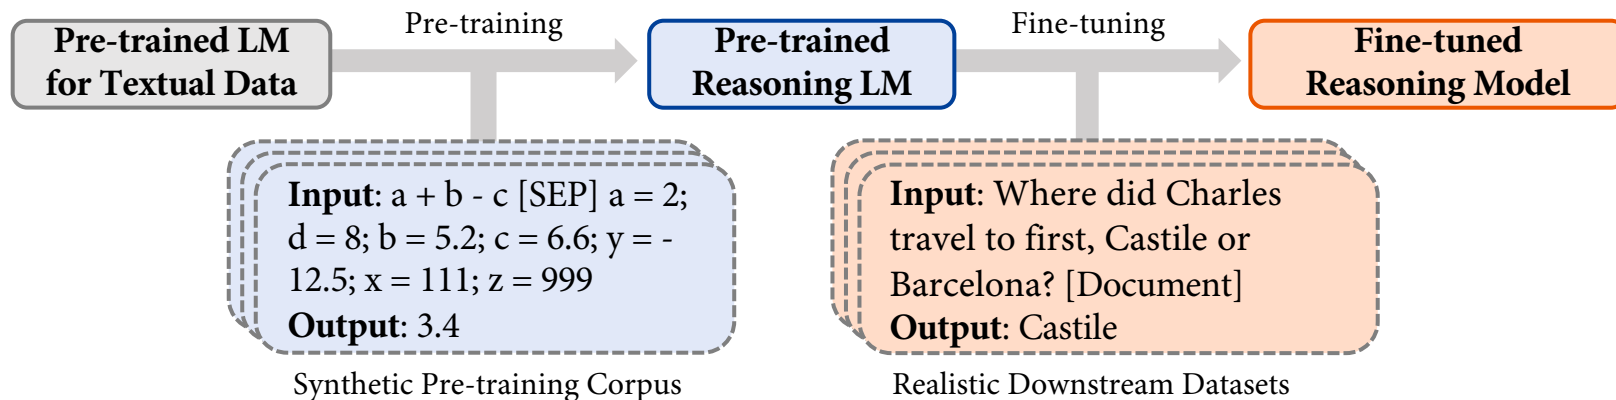 Pre-trained LM
for Textual Data
Pre-training
Pre-trained
Reasoning LM
Fine-tuning
Fine-tuned
Reasoning Model
Input: a + b - c [SEP] a = 2;
d = 8; b = 5.2; c = 6.6; y = -
12.5; x = 111; z = 999
Output: 3.4
Synthetic Pre-training Corpus
Input: Where did Charles
travel to first, Castile or
Barcelona? [Document]
Output: Castile
Realistic Downstream Datasets